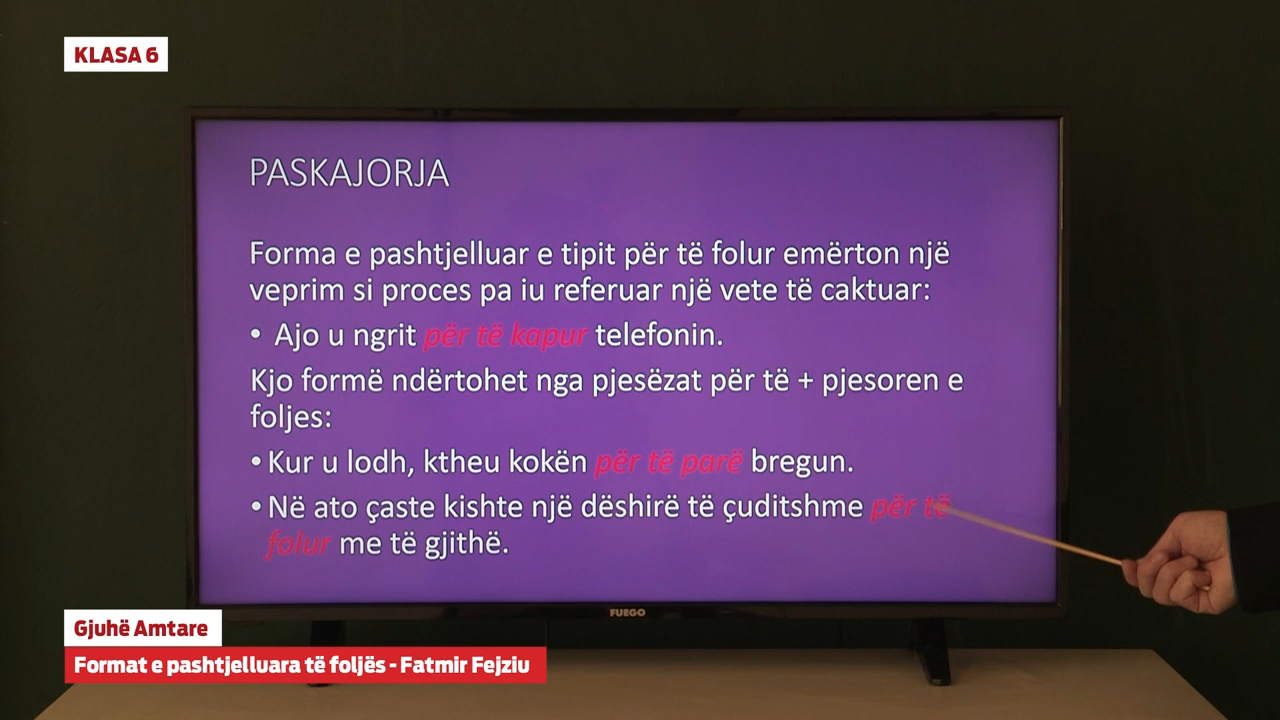 KLASA 6
PASKAJORJA
Forma e pashtjelluar e tipit për të folur emërton një
veprim si proces pa iu referuar një vete të caktuar:
• Ajo u ngrit për të kapur telefonin.
Kjo formë ndërtohet nga pjesëzat për të + pjesoren e
foljes:
• Kur u lodh, ktheu kokën për të parë bregun.
• Në ato çaste kishte një dëshirë të çuditshme për të
folur me të gjithë.
FUEGO
Gjuhë Amtare
Format e pashtjelluara të foljës - Fatmir Fejziu